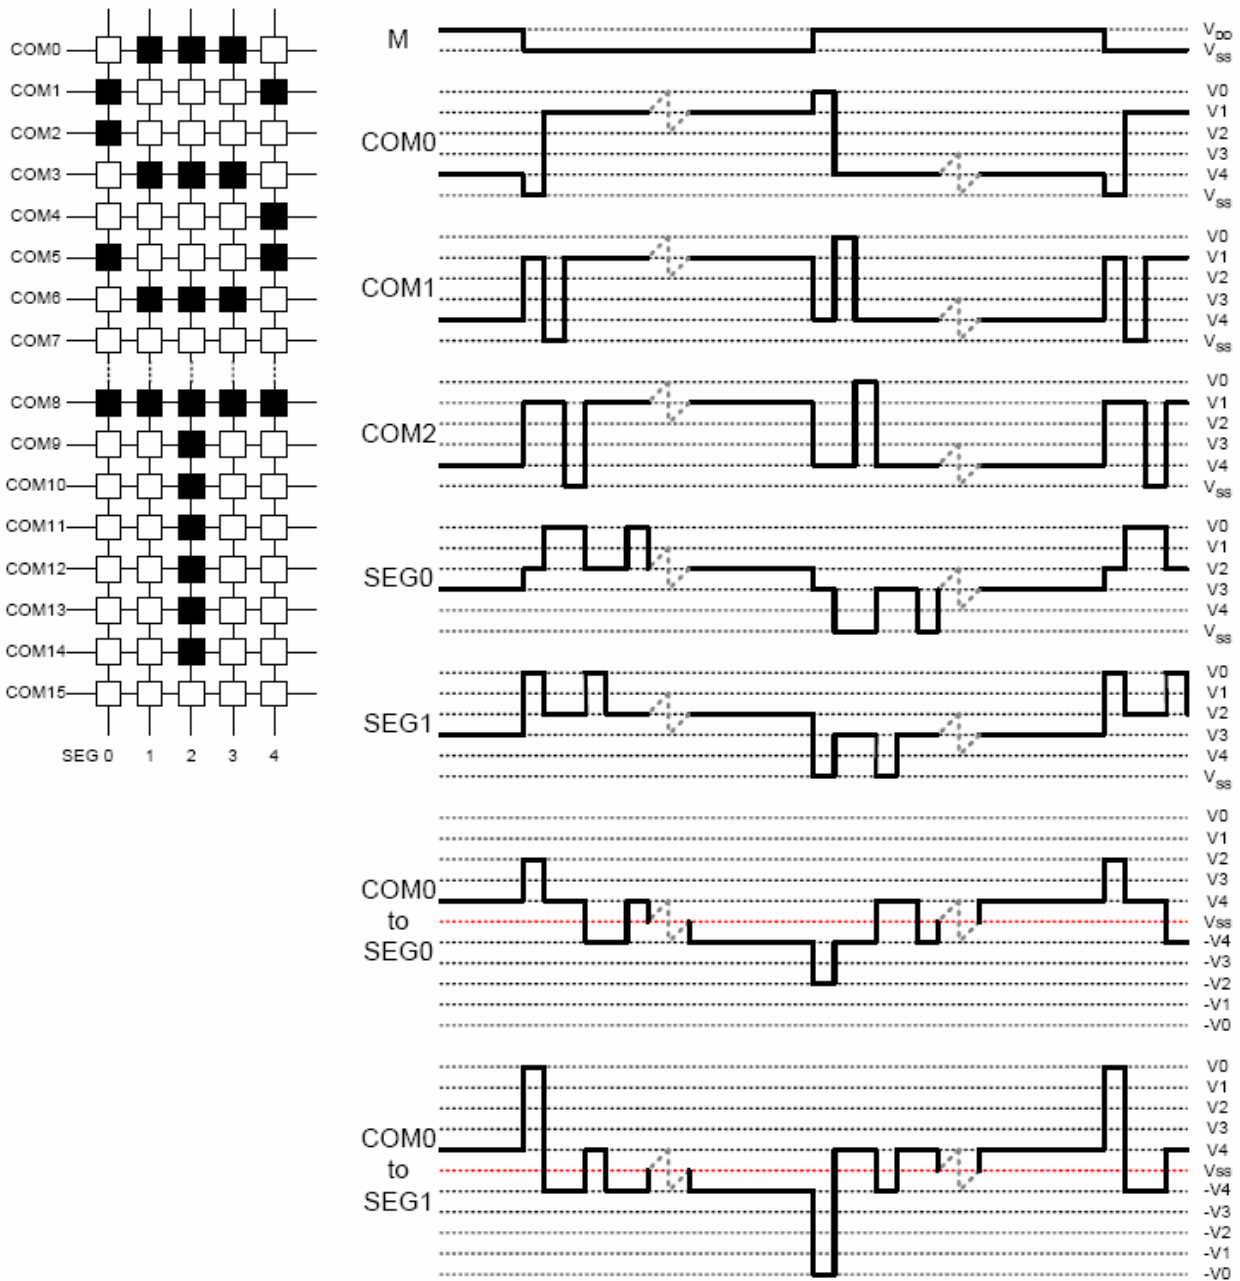 COM0
COM1
COM2
COM3
COM4
COM5
COM6
COM7
COM8
COM9
COM10
COM11
COM12
COM13
COM14
COM15
SEG 0 1 2 3 4
M
VDD
VSS
COM0
V0
V1
V2
V3
V4
VSS
COM1
V0
V1
V2
V3
V4
VSS
COM2
V0
V1
V2
V3
V4
VSS
SEG0
V0
V1
V2
V3
V4
VSS
SEG1
V0
V1
V2
V3
V4
VSS
COM0
to
SEG0
V0
V1
V2
V3
V4
Vss
-V4
-V3
-V2
-V1
-V0
COM0
to
SEG1
V0
V1
V2
V3
V4
Vss
-V4
-V3
-V2
-V1
-V0